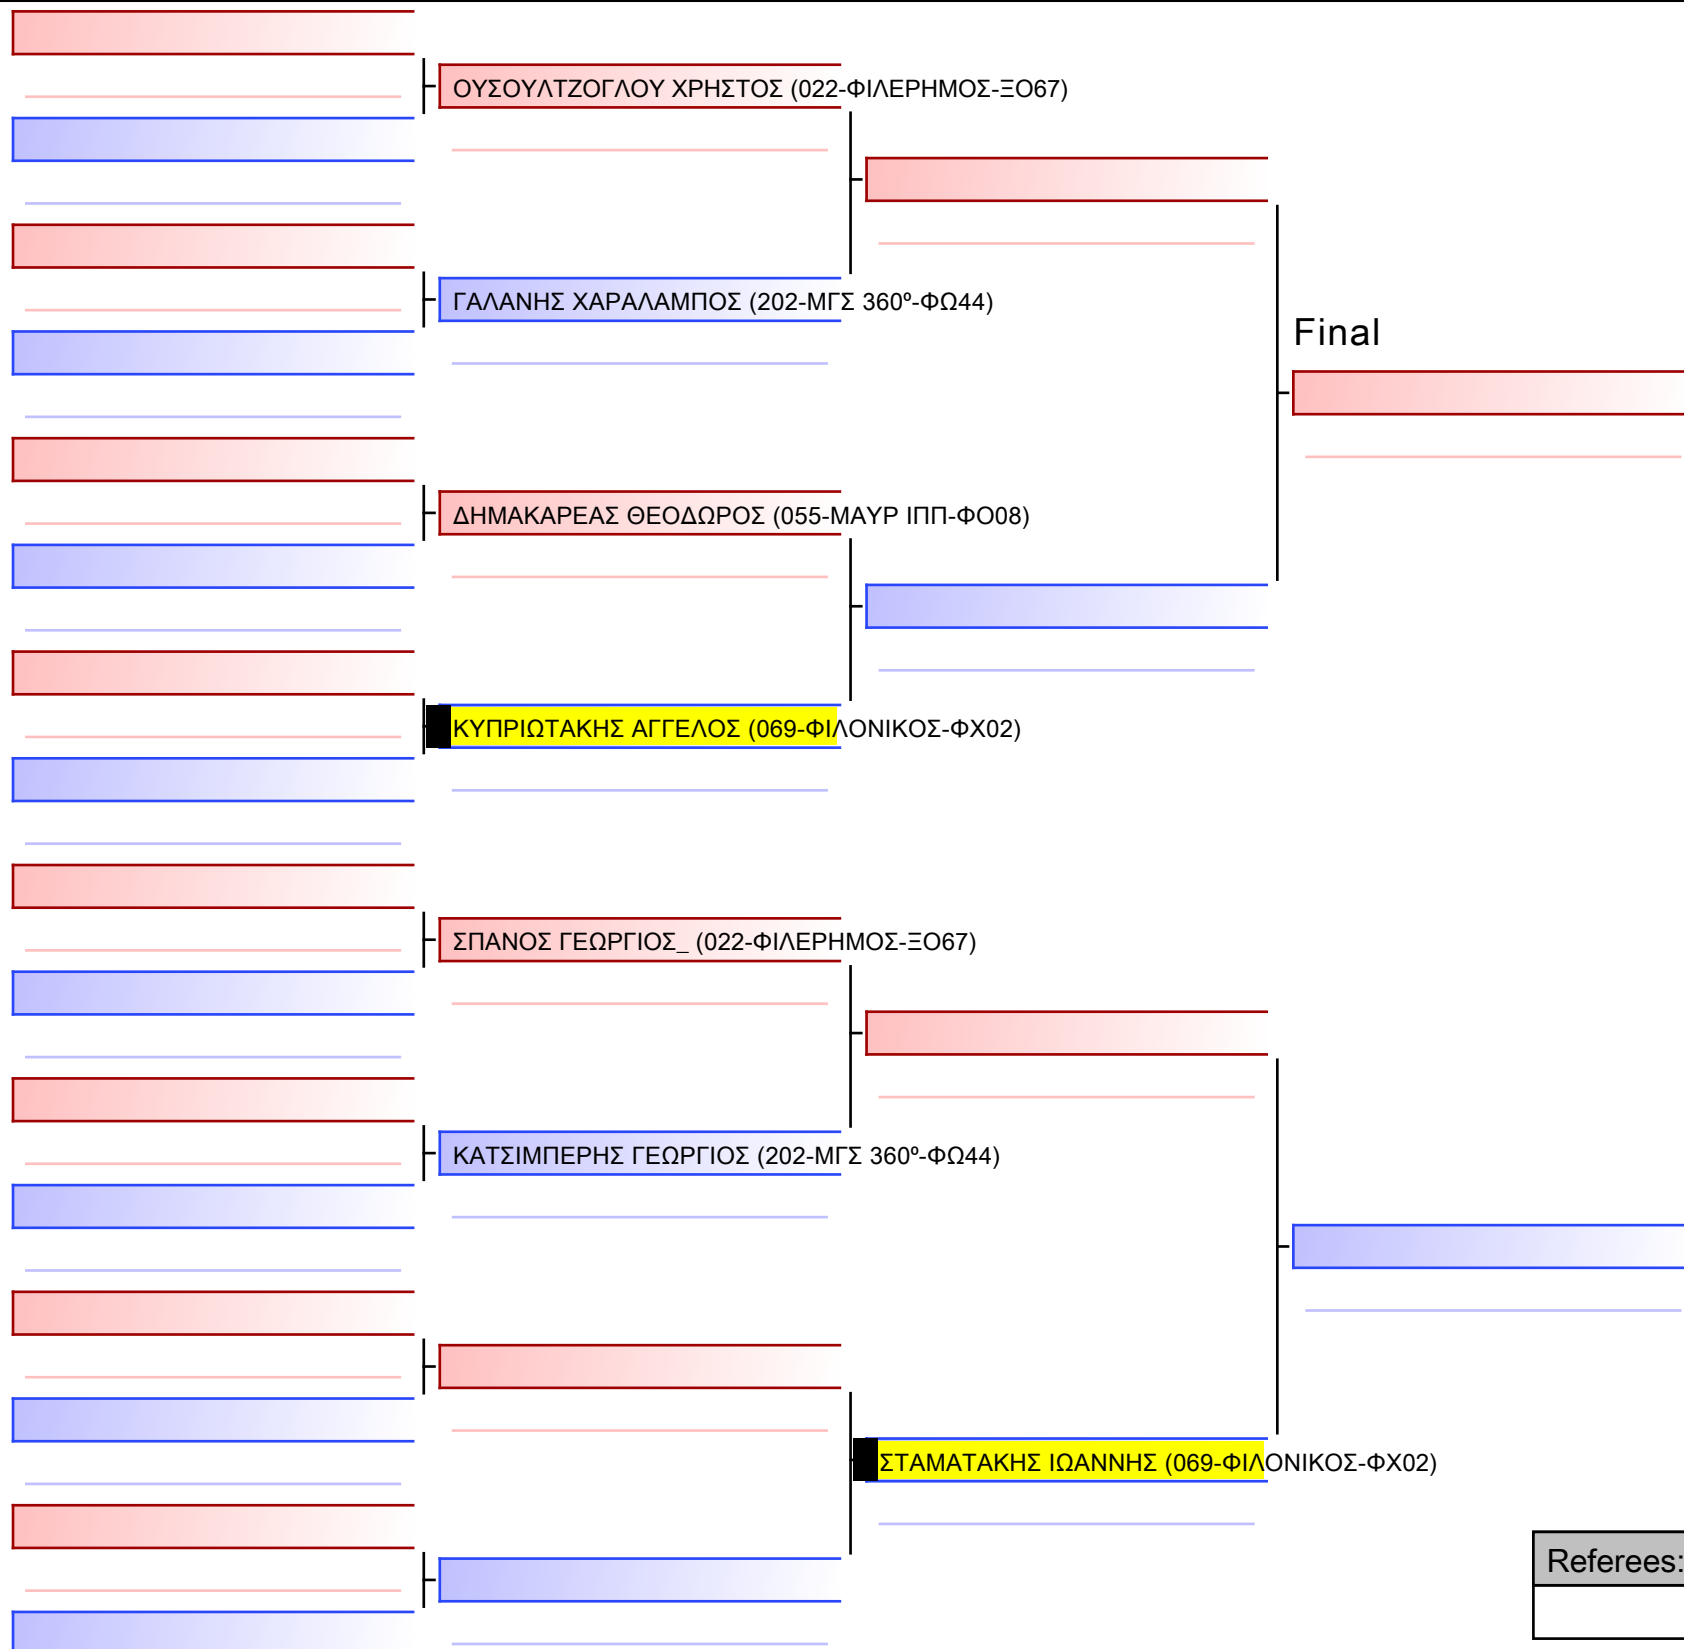 ΟΥΣΟΥΛΤΖΟΓΛΟΥ ΧΡΗΣΤΟΣ (022-ΦΙΛΕΡΗΜΟΣ-ΞΟ67)
ΓΑΛΑΝΗΣ ΧΑΡΑΛΑΜΠΟΣ (202-ΜΓΣ 360º-ΦΩ44)
Final
ΔΗΜΑΚΑΡΕΑΣ ΘΕΟΔΩΡΟΣ (055-ΜΑΥΡ ΙΠΠ-ΦΟ08)
ΚΥΠΡΙΩΤΑΚΗΣ ΑΓΓΕΛΟΣ (069-ΦΙΛΟΝΙΚΟΣ-ΦΧ02)
ΣΠΑΝΟΣ ΓΕΩΡΓΙΟΣ_ (022-ΦΙΛΕΡΗΜΟΣ-ΞΟ67)
ΚΑΤΣΙΜΠΕΡΗΣ ΓΕΩΡΓΙΟΣ (202-ΜΓΣ 360º-ΦΩ44)
ΣΤΑΜΑΤΑΚΗΣ ΙΩΑΝΝΗΣ (069-ΦΙΛΟΝΙΚΟΣ-ΦΧ02)
Referees: